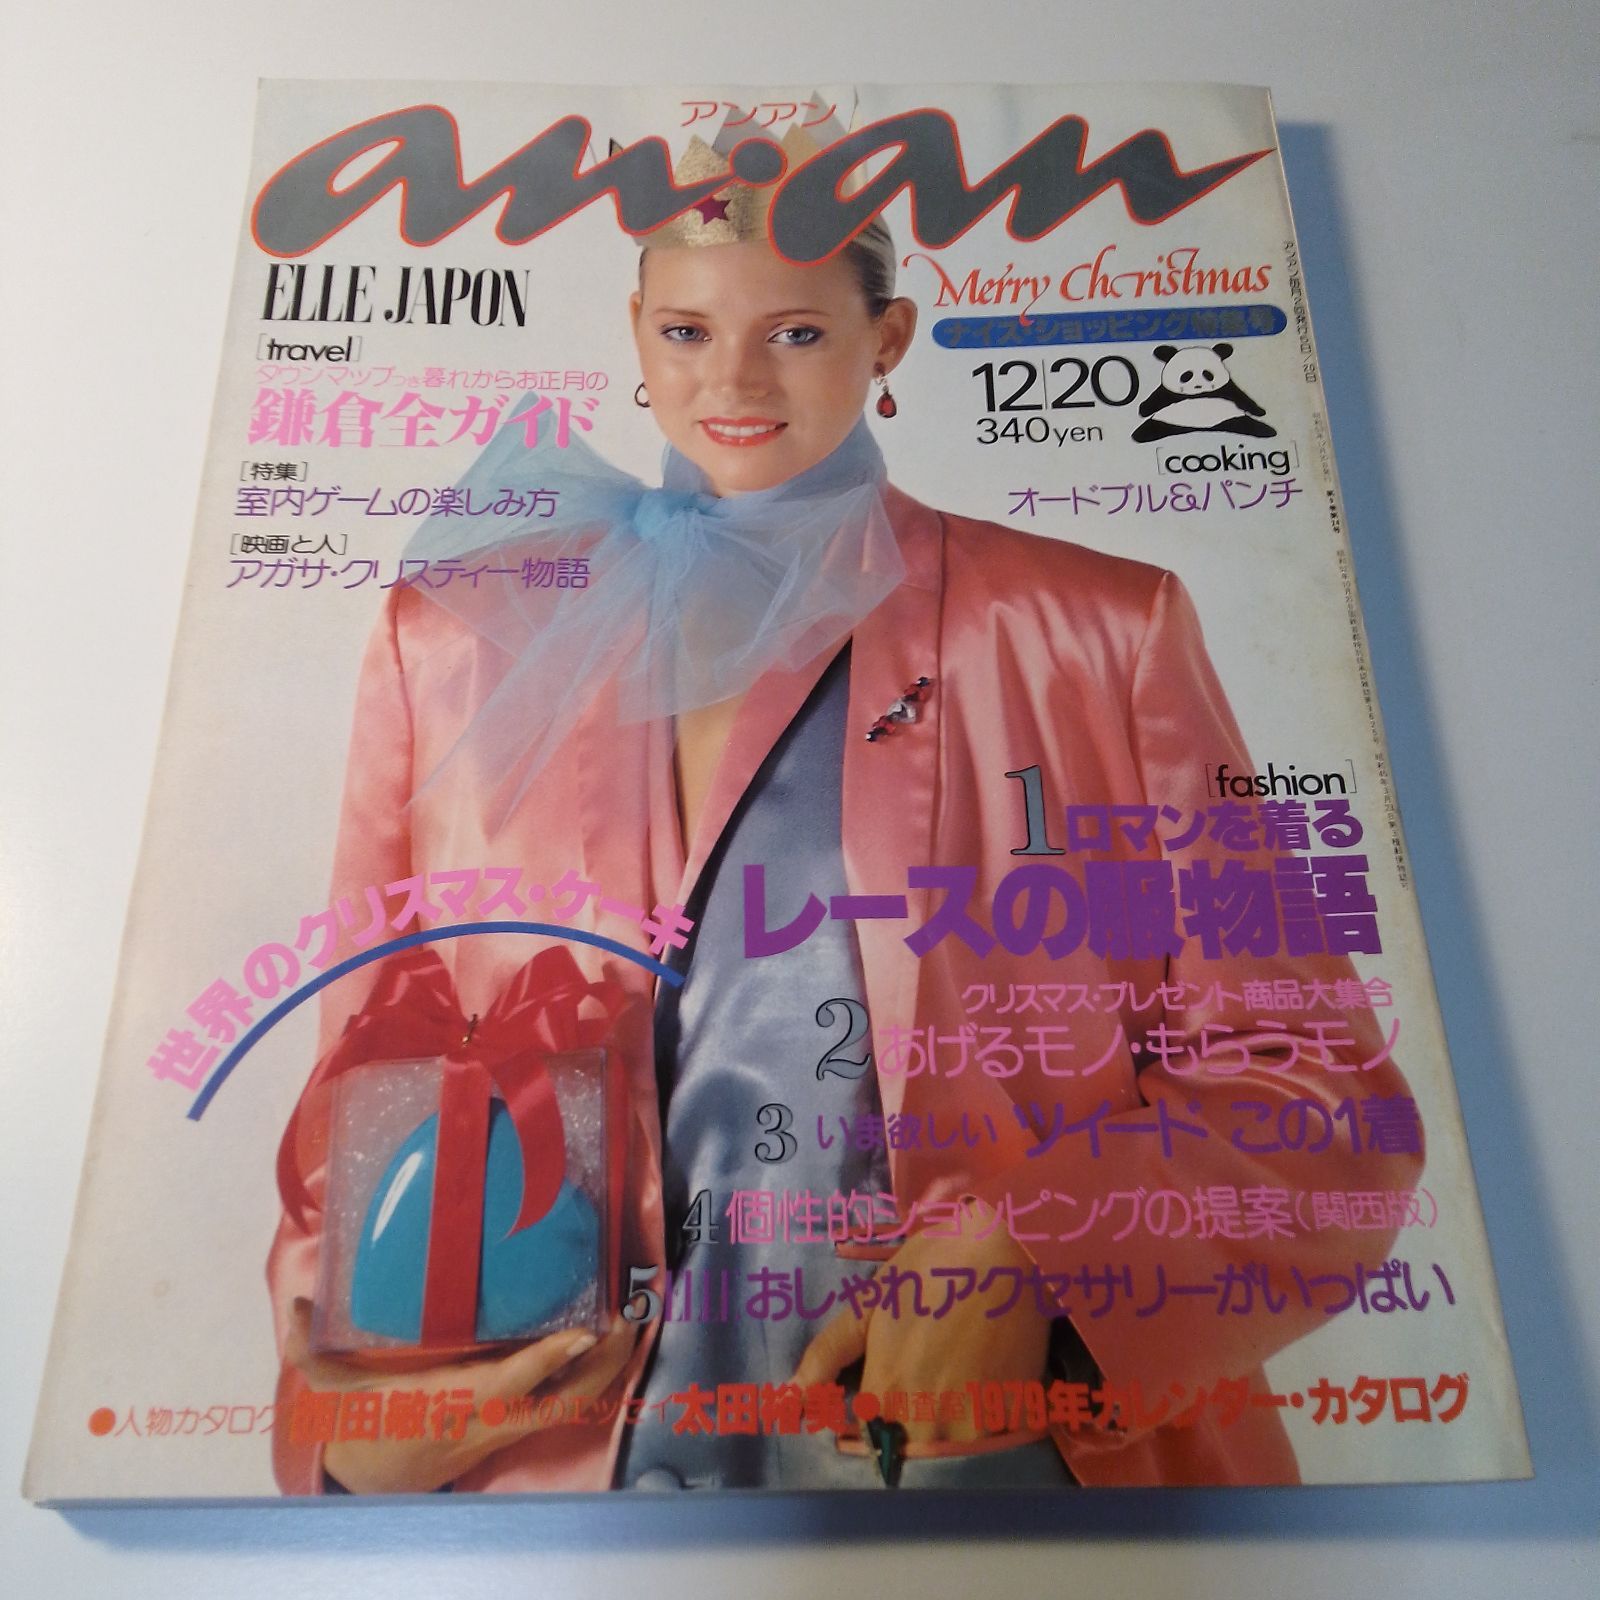 アンアン
an・an
ELLE JAPON
Merry Christmas
ナイス・ショッピング特集号
12/20
340yen
[travel]
タウンマップつき暮れからお正月の
鎌倉全ガイド
[特集]
室内ゲームの楽しみ方
[映画と人]
アガサ・クリスティー物語
[cooking]
オードブル&パンチ
[fashion]
1 ロマンを着る
レースの服物語
クリスマス・プレゼント商品大集合
2 あげるモノ・もらうモノ
3 いま欲しい ツイード この1着
4 個性的ショッピングの提案(関西版)
5 ELLE おしゃれアクセサリーがいっぱい
世界のクリスマス・ケーキ
●人物カタログ 敏行 ●旅のエッセイ 太田裕美 ●調査室 1979年カレンダー・カタログ